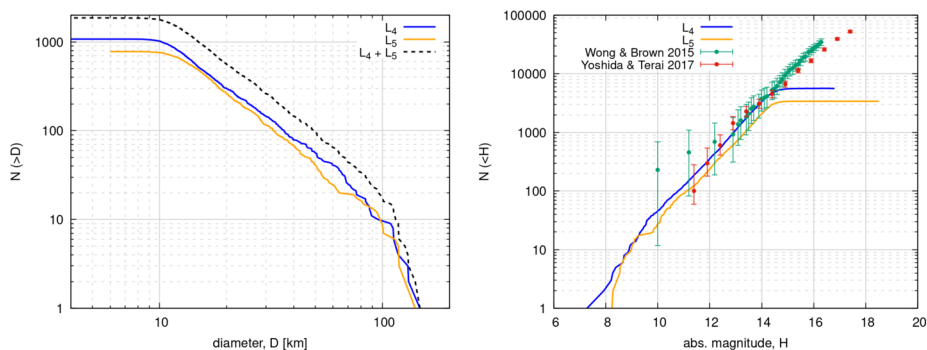 L4
L5
L4 + L5
1000
100
10
1
N (>D)
10
100
diameter, D [km]
L4
L5
Wong & Brown 2015
Yoshida & Terai 2017
100000
10000
1000
100
10
1
N (<H)
6
8
10
12
14
16
18
20
abs. magnitude, H